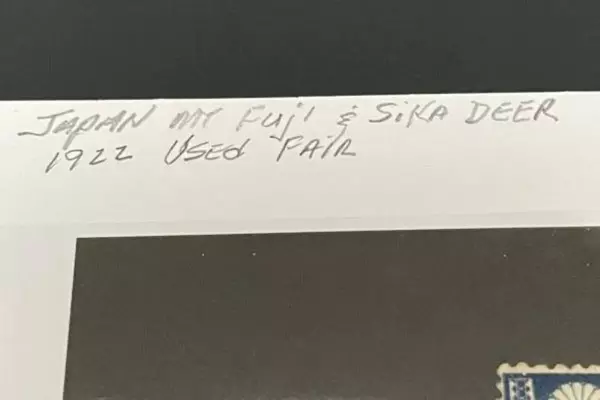 JAPAN MT Fuji & SiKA DEER
1922 USed FAIR